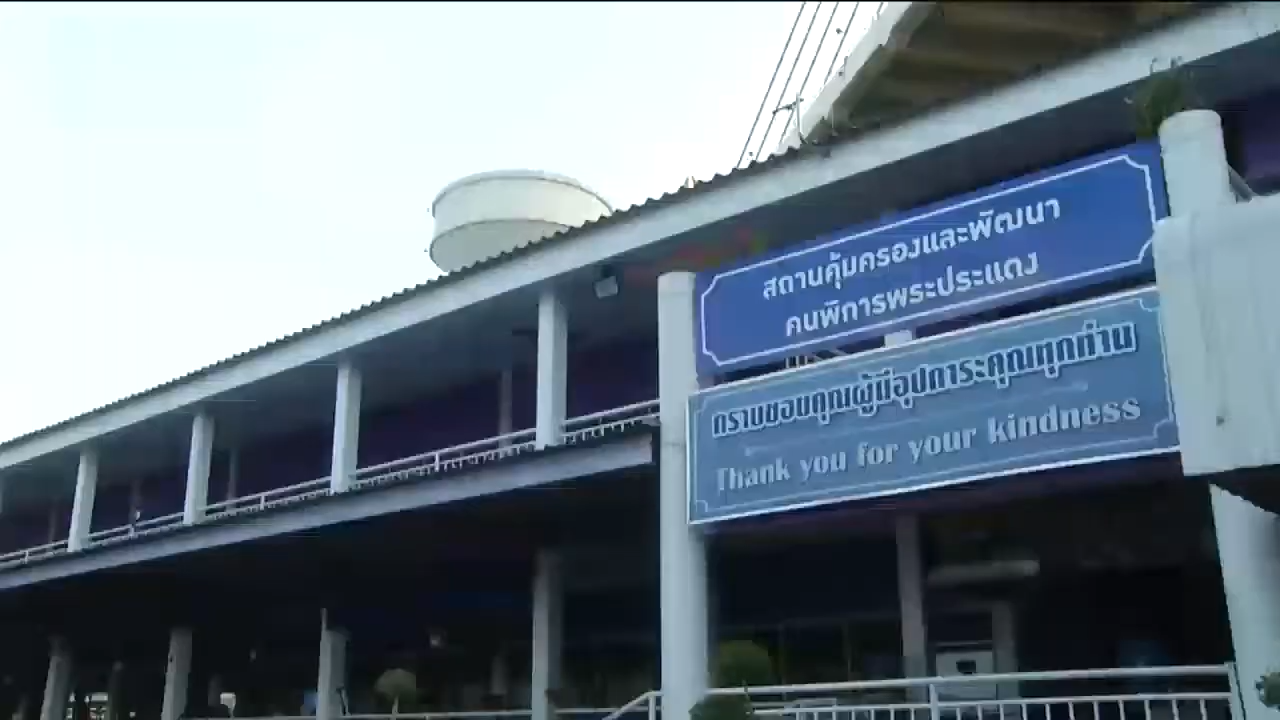 สถานคุ้มครองและพัฒนา
คนพิการพระประแดง
กราบขอบคุณผู้มีอุปการะคุณทุกท่าน
Thank you for your kindness